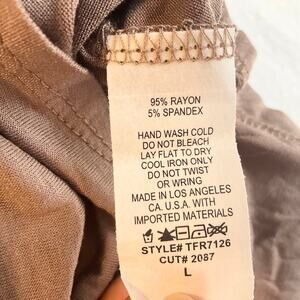 95% RAYON
5% SPANDEX
HAND WASH COLD
DO NOT BLEACH
LAY FLAT TO DRY
COOL IRON ONLY
DO NOT TWIST
OR WRING
MADE IN LOS ANGELES
CA. U.S.A. WITH
IMPORTED MATERIALS
STYLE# TFR7126
CUT# 2087
L